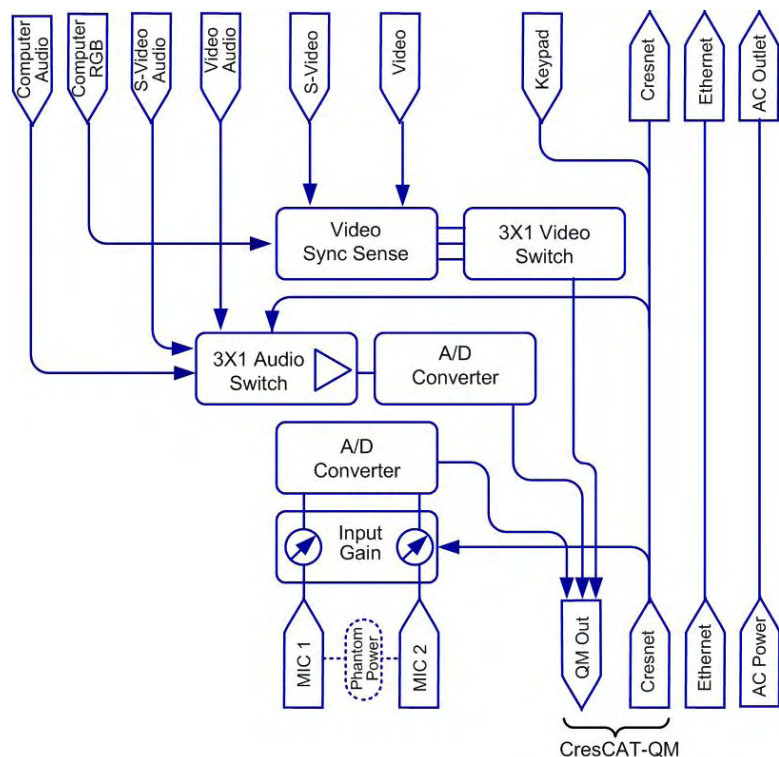 Computer
Audio
Computer
RGB
S-Video
Audio
Video
Audio
S-Video
Video
Keypad
Cresnet
Ethernet
AC Outlet
Video
Sync Sense
3X1 Video
Switch
3X1 Audio
Switch
A/D
Converter
A/D
Converter
Input
Gain
MIC 1
Phantom
Power
MIC 2
QM Out
Cresnet
Ethernet
AC Power
CresCAT-QM